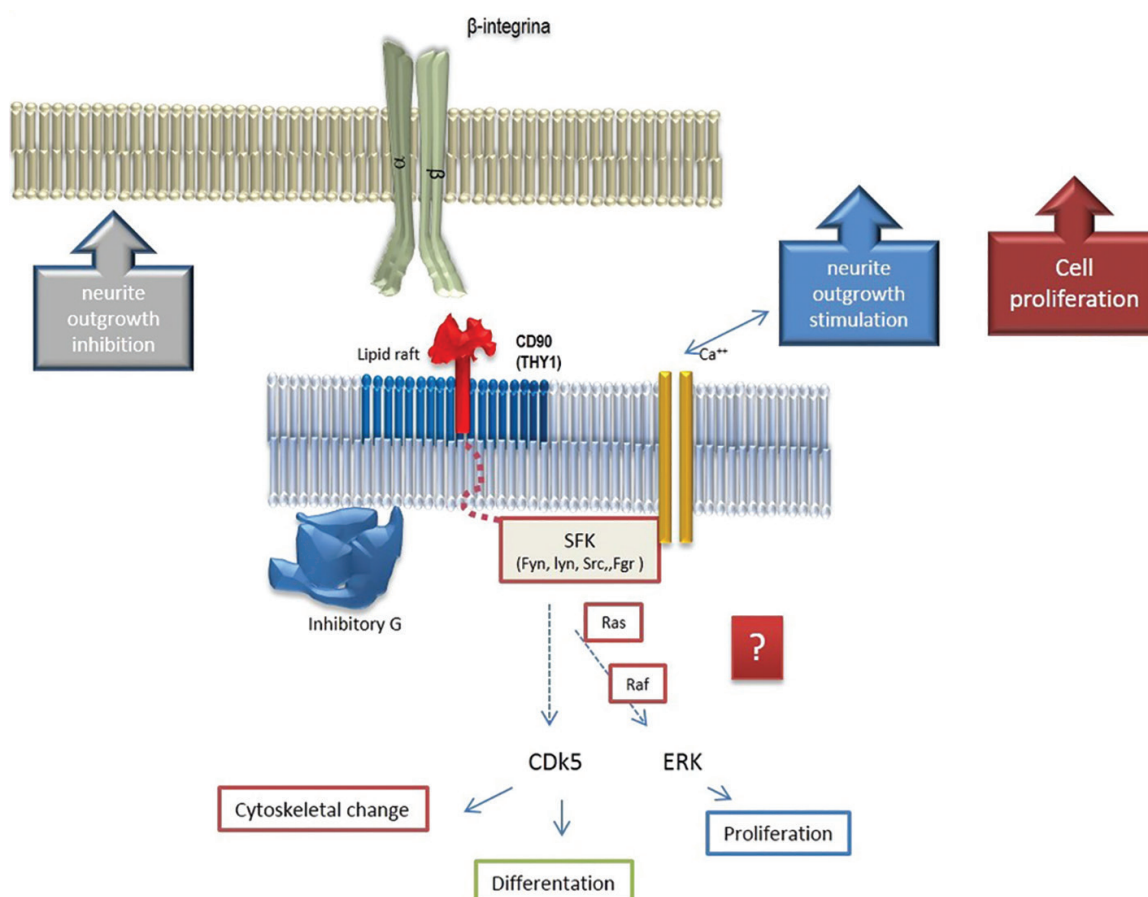 β-integrina
α
β
neurite
outgrowth
inhibition
neurite
outgrowth
stimulation
Cell
proliferation
Lipid raft
CD90
(THY1)
Ca⁺⁺
SFK
(Fyn, lyn, Src,,Fgr )
Inhibitory G
Ras
?
Raf
CDk5
ERK
Cytoskeletal change
Proliferation
Differentation